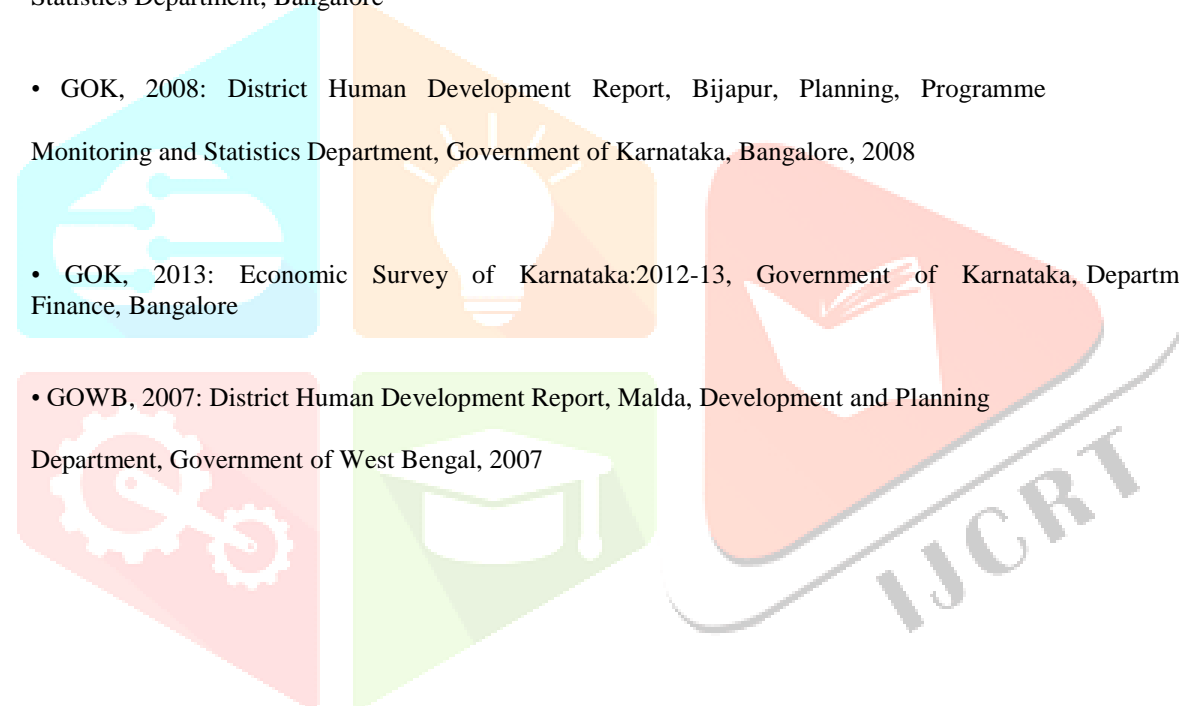 Statistics Department, Bangalore
• GOK, 2008: District Human Development Report, Bijapur, Planning, Programme
Monitoring and Statistics Department, Government of Karnataka, Bangalore, 2008
• GOK, 2013: Economic Survey of Karnataka:2012-13, Government of Karnataka, Departm
Finance, Bangalore
• GOWB, 2007: District Human Development Report, Malda, Development and Planning
Department, Government of West Bengal, 2007
IJCRT